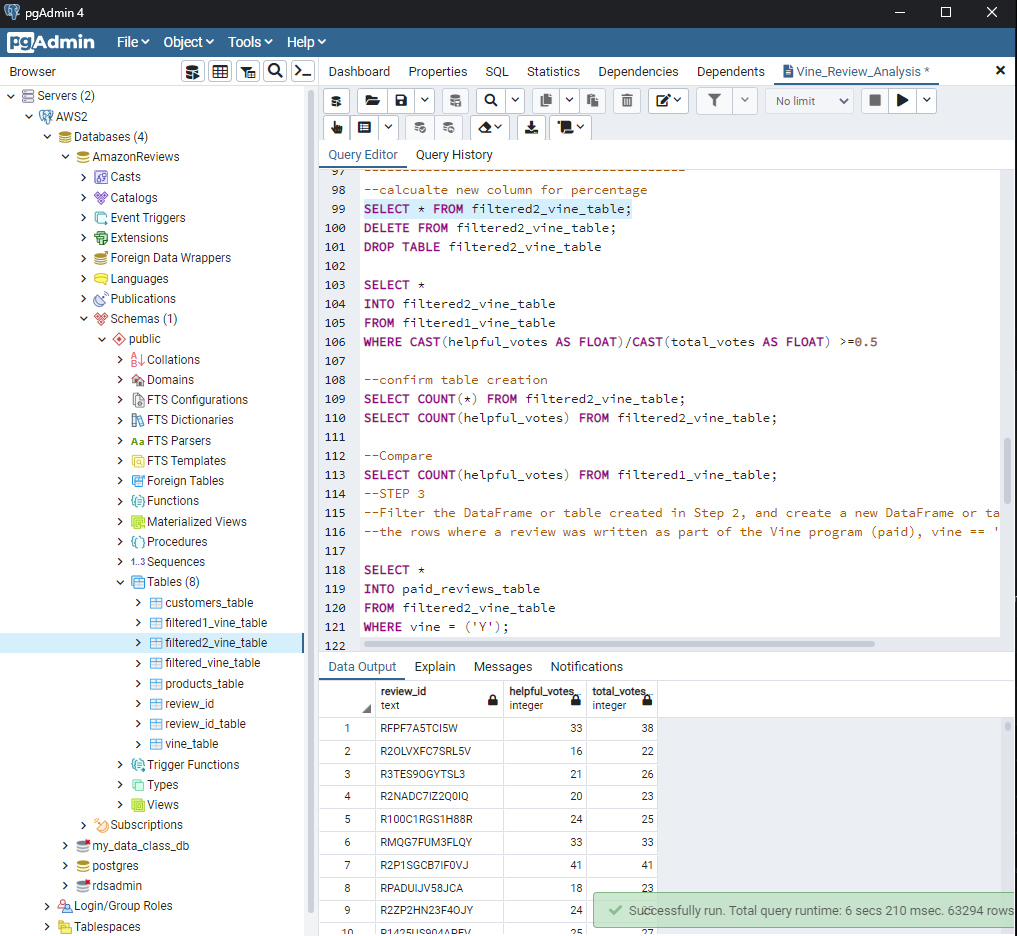 pgAdmin 4
pgAdmin File Object Tools Help
Browser
Dashboard Properties SQL Statistics Dependencies Dependents Vine_Review_Analysis *
Servers (2)
AWS2
Databases (4)
AmazonReviews
Casts
Catalogs
Event Triggers
Extensions
Foreign Data Wrappers
Languages
Publications
Schemas (1)
public
Collations
Domains
FTS Configurations
FTS Dictionaries
FTS Parsers
FTS Templates
Foreign Tables
Functions
Materialized Views
Procedures
1..3 Sequences
Tables (8)
customers_table
filtered1_vine_table
filtered2_vine_table
filtered_vine_table
products_table
review_id
review_id_table
vine_table
Trigger Functions
Types
Views
Subscriptions
my_data_class_db
postgres
rdsadmin
Login/Group Roles
Tablespaces
No limit
Query Editor Query History
97 ------------------------------------------
98 --calcualte new column for percentage
99 SELECT * FROM filtered2_vine_table;
100 DELETE FROM filtered2_vine_table;
101 DROP TABLE filtered2_vine_table
102
103 SELECT *
104 INTO filtered2_vine_table
105 FROM filtered1_vine_table
106 WHERE CAST(helpful_votes AS FLOAT)/CAST(total_votes AS FLOAT) >=0.5
107
108 --confirm table creation
109 SELECT COUNT(*) FROM filtered2_vine_table;
110 SELECT COUNT(helpful_votes) FROM filtered2_vine_table;
111
112 --Compare
113 SELECT COUNT(helpful_votes) FROM filtered1_vine_table;
114 --STEP 3
115 --Filter the DataFrame or table created in Step 2, and create a new DataFrame or ta
116 --the rows where a review was written as part of the Vine program (paid), vine == '
117
118 SELECT *
119 INTO paid_reviews_table
120 FROM filtered2_vine_table
121 WHERE vine = ('Y');
122
Data Output Explain Messages Notifications
review_id helpful_votes total_votes
text integer integer
1 RFPF7A5TCI5W 33 38
2 R2OLVXFC7SRL5V 16 22
3 R3TES9OGYTSL3 21 26
4 R2NADC7IZ2Q0IQ 20 23
5 R100C1RGS1H88R 24 25
6 RMQG7FUM3FLQY 33 33
7 R2P1SGCB7IF0VJ 41 41
8 RPADUIJV58JCA 18 23
9 R2ZP2HN23F4OJY 24
Successfully run. Total query runtime: 6 secs 210 msec. 63294 rows
10 25 27